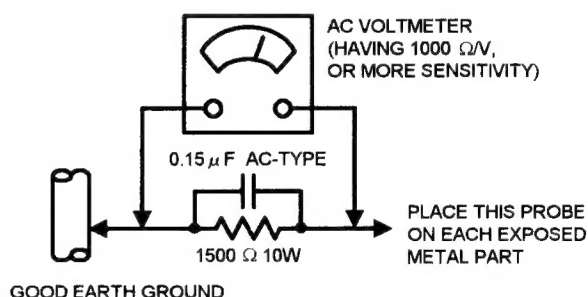 AC VOLTMETER
(HAVING 1000 Ω/V,
OR MORE SENSITIVITY)
0.15 μF AC-TYPE
1500 Ω 10W
PLACE THIS PROBE
ON EACH EXPOSED
METAL PART
GOOD EARTH GROUND